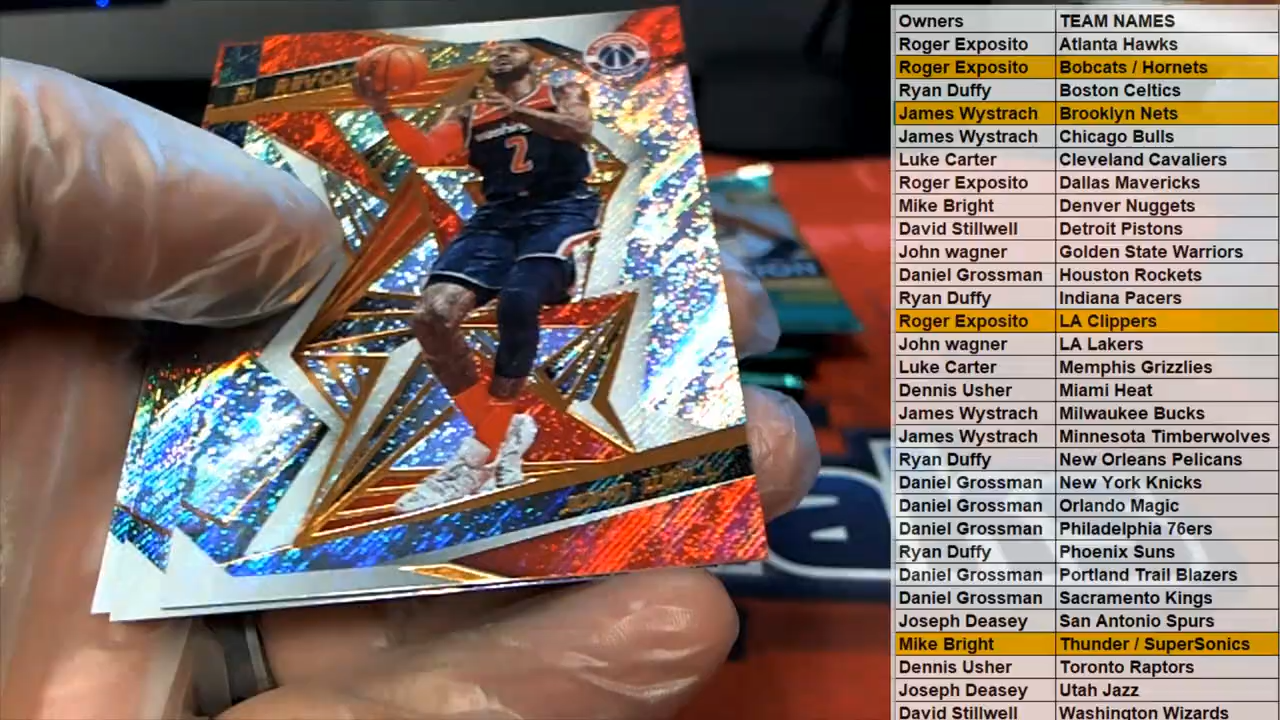 REVOL
2
JOHN WALL
Owners TEAM NAMES
Roger Exposito Atlanta Hawks
Roger Exposito Bobcats / Hornets
Ryan Duffy Boston Celtics
James Wystrach Brooklyn Nets
James Wystrach Chicago Bulls
Luke Carter Cleveland Cavaliers
Roger Exposito Dallas Mavericks
Mike Bright Denver Nuggets
David Stillwell Detroit Pistons
John wagner Golden State Warriors
Daniel Grossman Houston Rockets
Ryan Duffy Indiana Pacers
Roger Exposito LA Clippers
John wagner LA Lakers
Luke Carter Memphis Grizzlies
Dennis Usher Miami Heat
James Wystrach Milwaukee Bucks
James Wystrach Minnesota Timberwolves
Ryan Duffy New Orleans Pelicans
Daniel Grossman New York Knicks
Daniel Grossman Orlando Magic
Daniel Grossman Philadelphia 76ers
Ryan Duffy Phoenix Suns
Daniel Grossman Portland Trail Blazers
Daniel Grossman Sacramento Kings
Joseph Deasey San Antonio Spurs
Mike Bright Thunder / SuperSonics
Dennis Usher Toronto Raptors
Joseph Deasey Utah Jazz
David Stillwell Washington Wizards